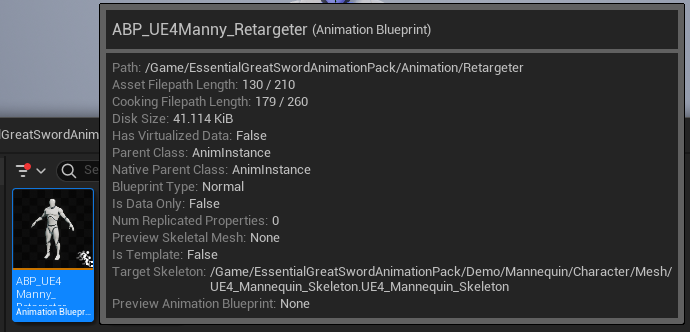 ABP_UE4Manny_Retargeter (Animation Blueprint)
Path: /Game/EssentialGreatSwordAnimationPack/Animation/Retargeter
Asset Filepath Length: 130 / 210
Cooking Filepath Length: 179 / 260
Disk Size: 41.114 KiB
Has Virtualized Data: False
Parent Class: AnimInstance
Native Parent Class: AnimInstance
Blueprint Type: Normal
Is Data Only: False
Num Replicated Properties: 0
Preview Skeletal Mesh: None
Is Template: False
Target Skeleton: /Game/EssentialGreatSwordAnimationPack/Demo/Mannequin/Character/Mesh/
UE4_Mannequin_Skeleton.UE4_Mannequin_Skeleton
Preview Animation Blueprint: None
GreatSwordAnim
Se
ABP_UE4
Manny_
Retargeter
Animation Bluepr...